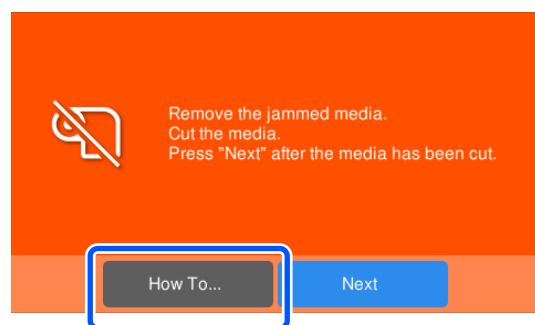 Remove the jammed media.
Cut the media.
Press "Next" after the media has been cut.
How To...
Next